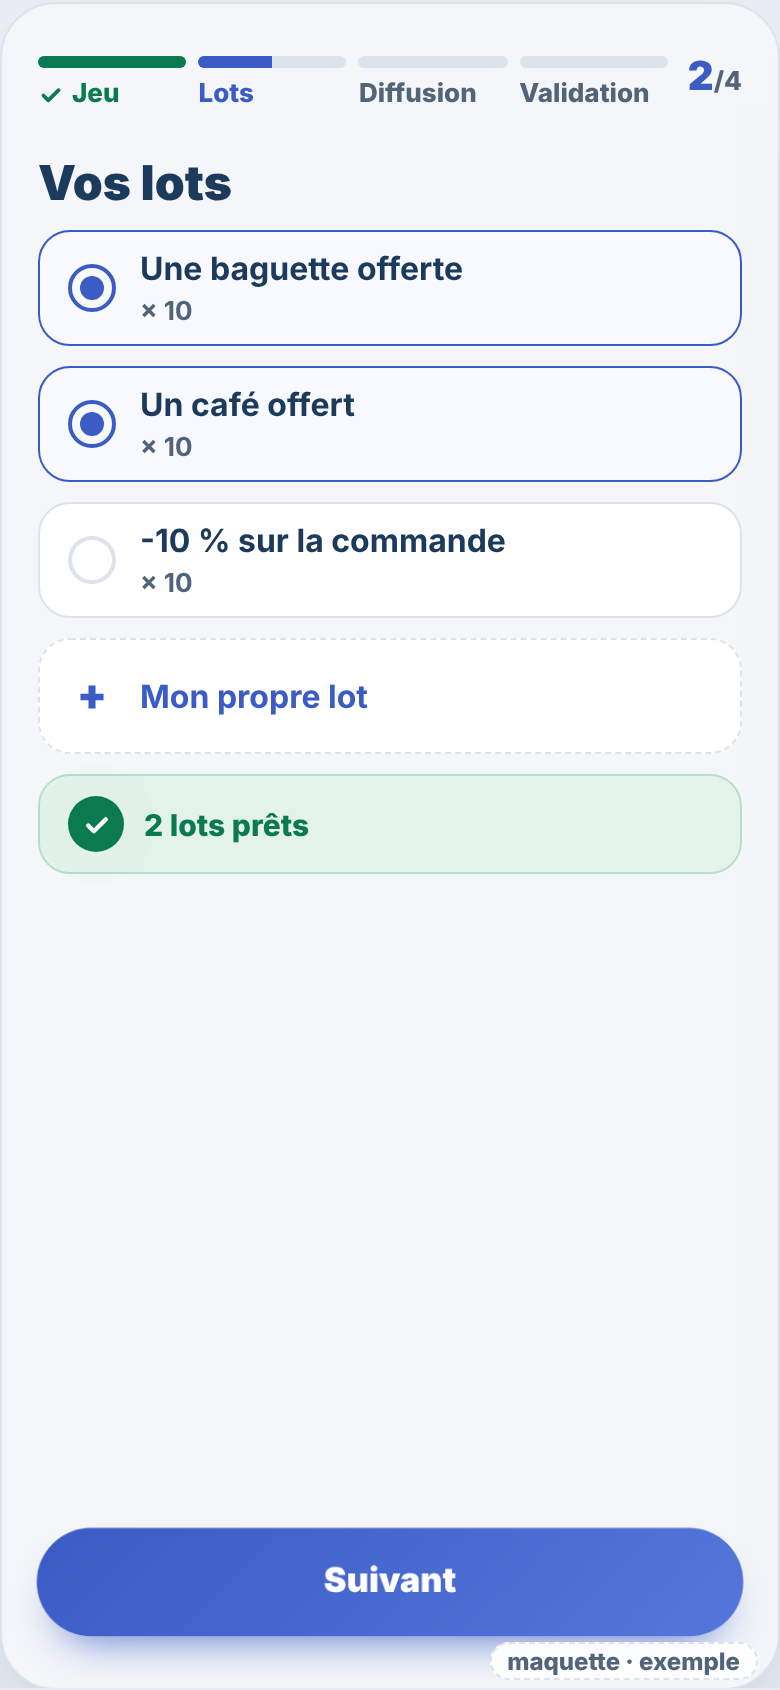 Jeu
Lots
Diffusion
Validation
2/4
Vos lots
Une baguette offerte
× 10
Un café offert
× 10
-10 % sur la commande
× 10
+ Mon propre lot
2 lots prêts
Suivant
maquette · exemple